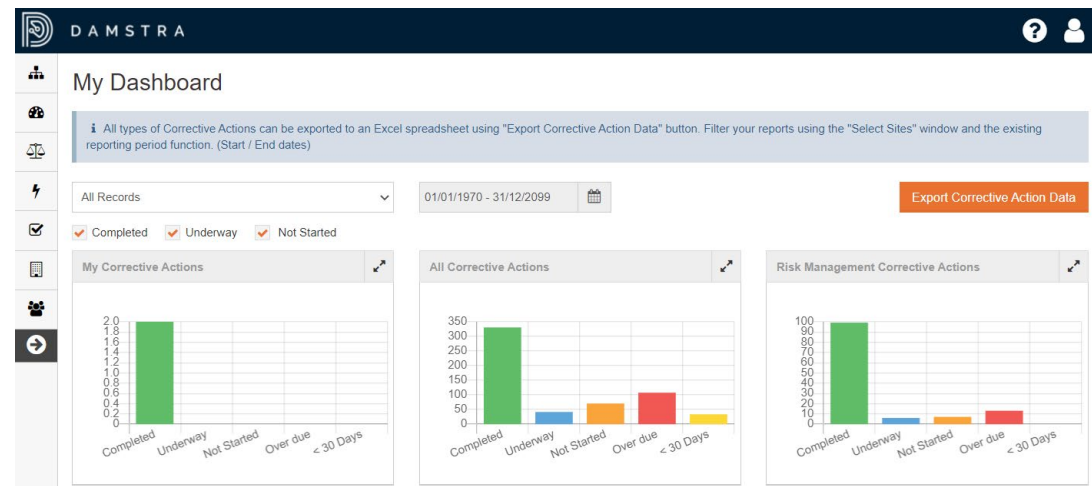 DAMSTRA
My Dashboard
i All types of Corrective Actions can be exported to an Excel spreadsheet using "Export Corrective Action Data" button. Filter your reports using the "Select Sites" window and the existing
reporting period function. (Start / End dates)
All Records
01/01/1970 - 31/12/2099
Export Corrective Action Data
Completed Underway Not Started
My Corrective Actions
2.0
1.8
1.6
1.4
1.2
1.0
0.8
0.6
0.4
0.2
0
Completed Underway Not Started Over due < 30 Days
All Corrective Actions
350
300
250
200
150
100
50
0
Completed Underway Not Started Over due < 30 Days
Risk Management Corrective Actions
100
90
80
70
60
50
40
30
20
10
0
Completed Underway Not Started Over due < 30 Days